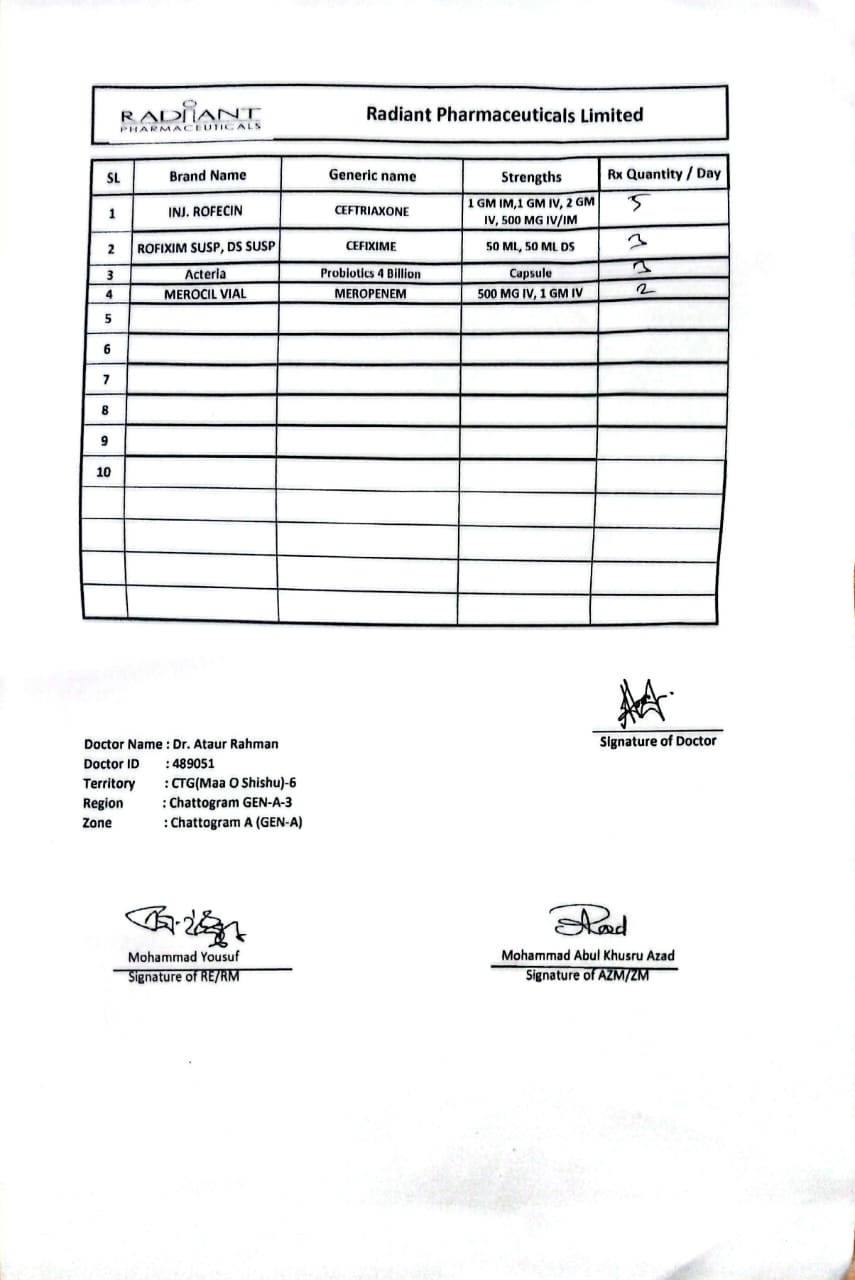 RADIANT
PHARMACEUTICALS
Radiant Pharmaceuticals Limited
SL Brand Name Generic name Strengths Rx Quantity / Day
1 INJ. ROFECIN CEFTRIAXONE 1 GM IM,1 GM IV, 2 GM IV, 500 MG IV/IM 5
2 ROFIXIM SUSP, DS SUSP CEFIXIME 50 ML, 50 ML DS 3
3 Acteria Probiotics 4 Billion Capsule 3
4 MEROCIL VIAL MEROPENEM 500 MG IV, 1 GM IV 2
5
6
7
8
9
10
Signature of Doctor
Doctor Name : Dr. Ataur Rahman
Doctor ID : 489051
Territory : CTG(Maa O Shishu)-6
Region : Chattogram GEN-A-3
Zone : Chattogram A (GEN-A)
Azad
Mohammad Yousuf Mohammad Abul Khusru Azad
Signature of RE/RM Signature of AZM/ZM